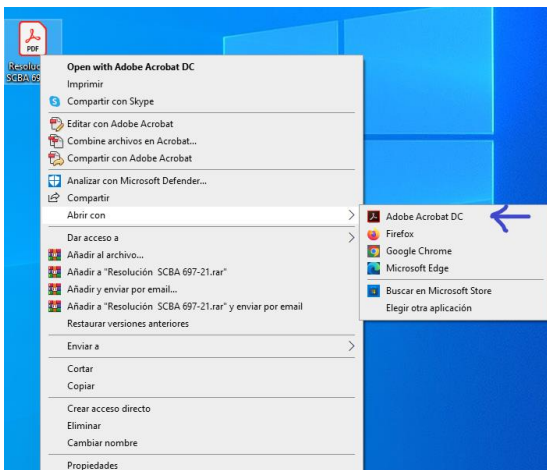 PDF
SCBA 69
Open with Adobe Acrobat DC
Imprimir
Compartir con Skype
Editar con Adobe Acrobat
Combine archivos en Acrobat...
Compartir con Adobe Acrobat
Analizar con Microsoft Defender...
Compartir
Abrir con
Adobe Acrobat DC
Firefox
Google Chrome
Microsoft Edge
Buscar en Microsoft Store
Elegir otra aplicación
Dar acceso a
Añadir al archivo...
Añadir a "Resolución  SCBA 697-21.rar"
Añadir y enviar por email...
Añadir a "Resolución  SCBA 697-21.rar" y enviar por email
Restaurar versiones anteriores
Enviar a
Cortar
Copiar
Crear acceso directo
Eliminar
Cambiar nombre
Propiedades